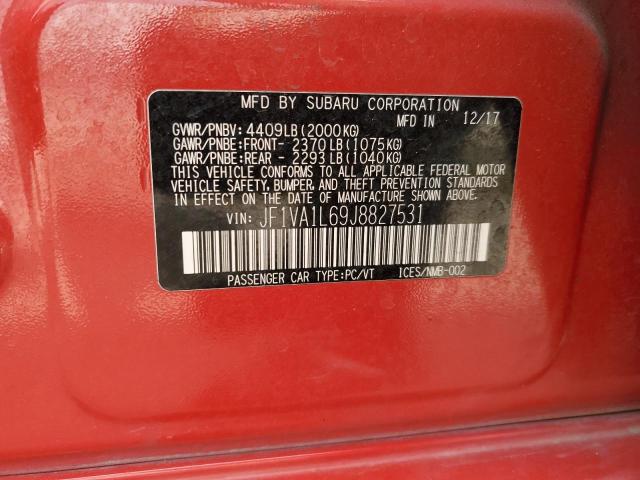 MFD BY SUBARU CORPORATION
MFD IN 12/17
GVWR/PNBV: 4409LB(2000KG)
GAWR/PNBE:FRONT- 2370LB(1075KG)
GAWR/PNBE:REAR - 2293LB(1040KG)
THIS VEHICLE CONFORMS TO ALL APPLICABLE FEDERAL MOTOR
VEHICLE SAFETY, BUMPER, AND THEFT PREVENTION STANDARDS
IN EFFECT ON THE DATE OF MANUFACTURE SHOWN ABOVE.
VIN: JF1VA1L69J8827531
PASSENGER CAR TYPE:PC/VT ICES/NMB-002